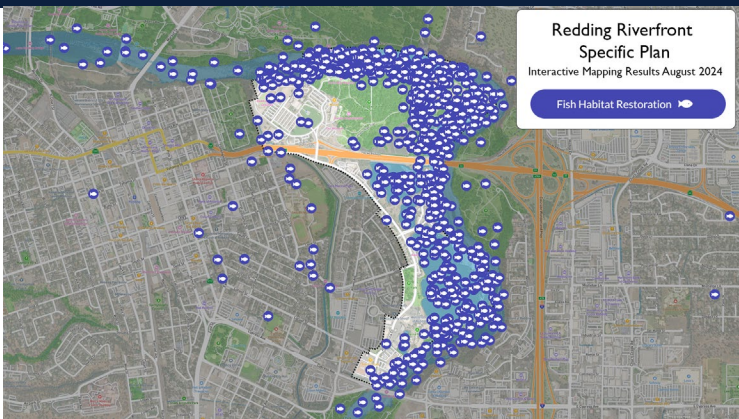 Redding Riverfront
Specific Plan
Interactive Mapping Results August 2024
Fish Habitat Restoration